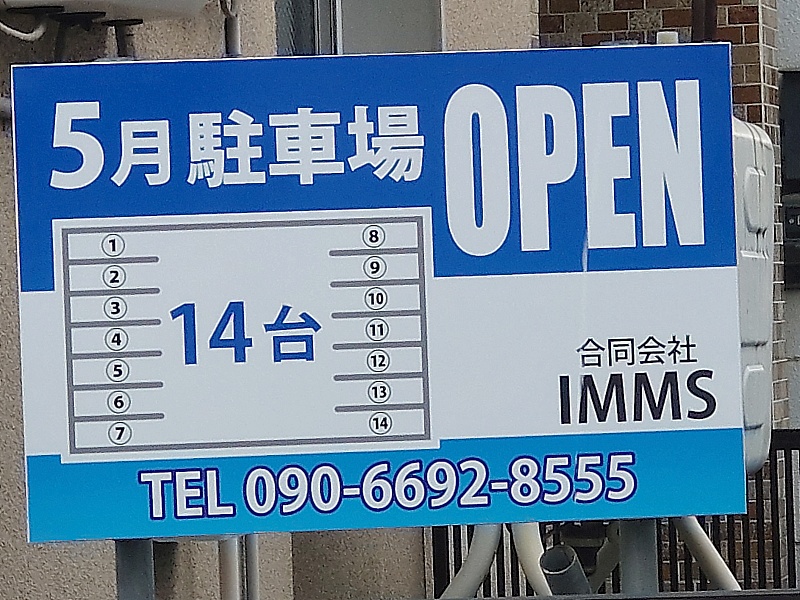 5月駐車場 OPEN
①
②
③
④
⑤
⑥
⑦
14台
⑧
⑨
⑩
⑪
⑫
⑬
⑭
合同会社
IMMS
TEL 090-6692-8555